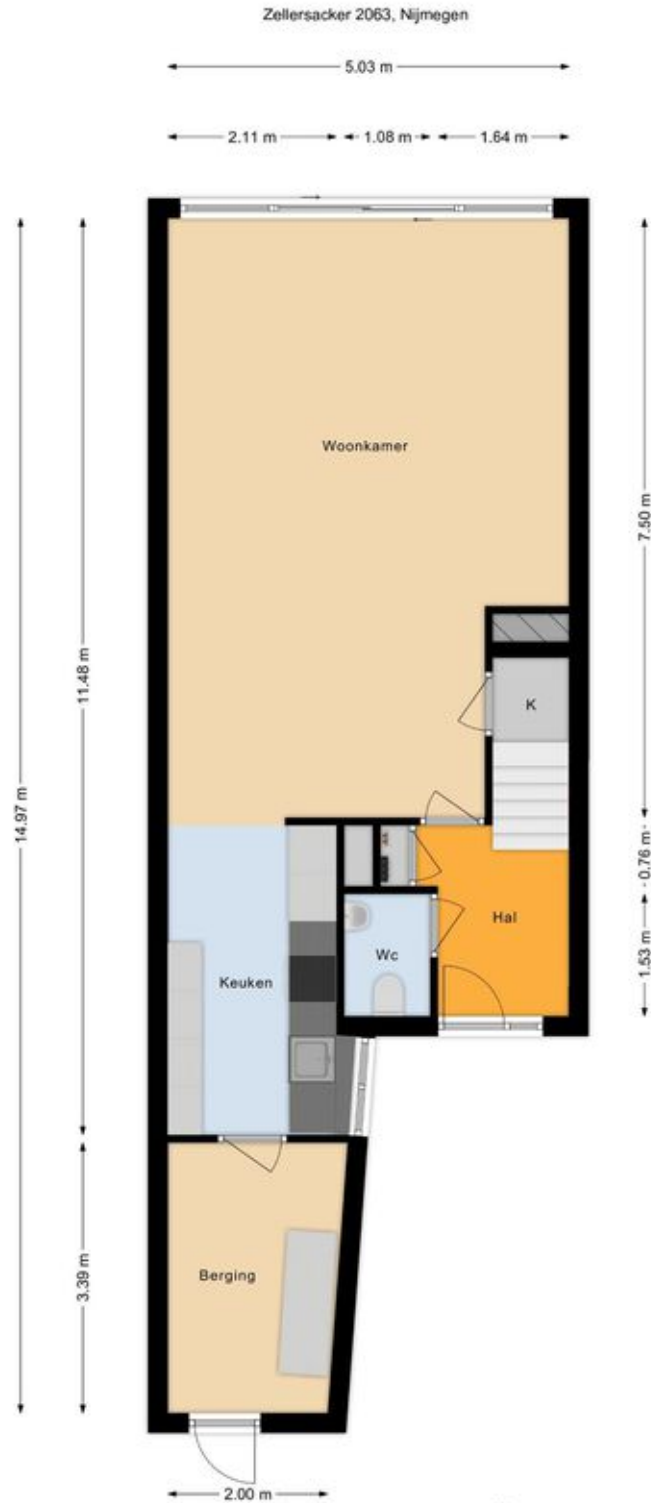 Zellersacker 2063, Nijmegen
5.03 m
2.11 m
1.08 m
1.64 m
Woonkamer
7.50 m
11.48 m
14.97 m
K
0.76 m
Hal
Wc
1.53 m
Keuken
Berging
3.39 m
2.00 m